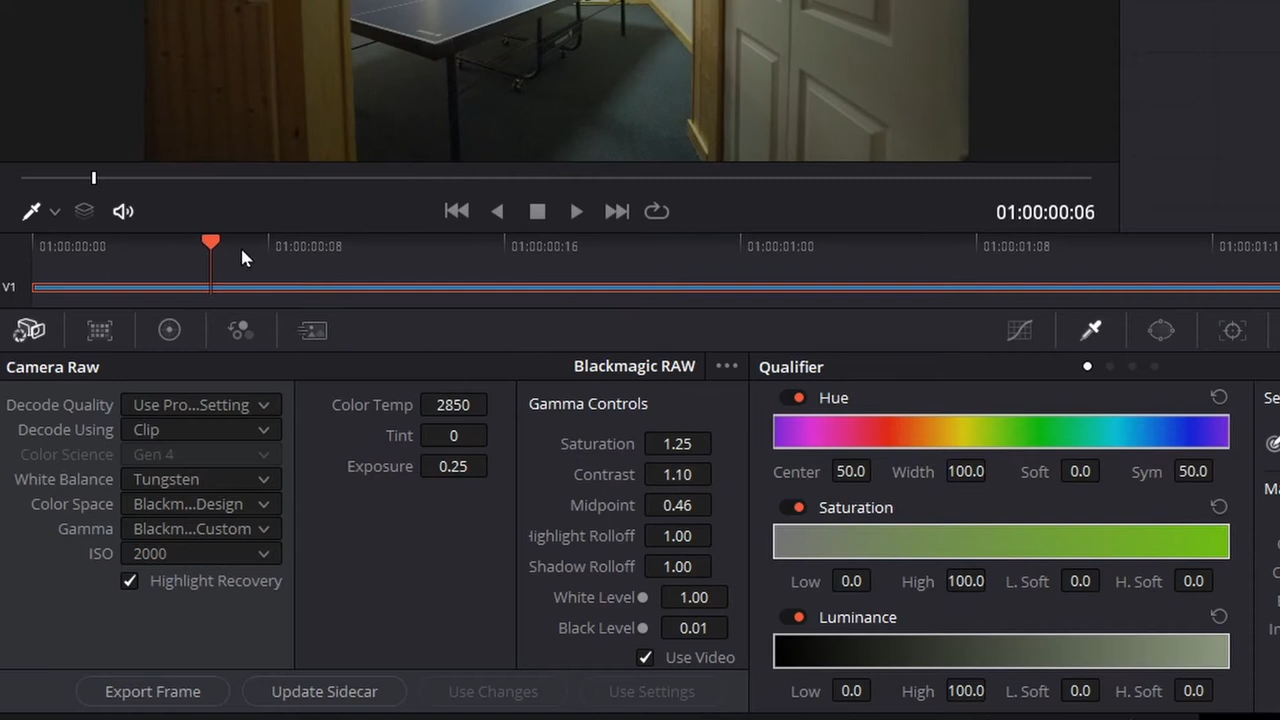 01:00:00:06
01:00:00:00 01:00:00:08 01:00:00:16 01:00:01:00 01:00:01:08 01:00:01:1
V1
Camera Raw Blackmagic RAW ••• Qualifier
Decode Quality Use Pro...Setting
Decode Using Clip
Color Science Gen 4
White Balance Tungsten
Color Space Blackm...Design
Gamma Blackm...Custom
ISO 2000
Highlight Recovery
Color Temp 2850
Tint 0
Exposure 0.25
Gamma Controls
Saturation 1.25
Contrast 1.10
Midpoint 0.46
Highlight Rolloff 1.00
Shadow Rolloff 1.00
White Level 1.00
Black Level 0.01
Use Video
Hue
Center 50.0 Width 100.0 Soft 0.0 Sym 50.0
Saturation
Low 0.0 High 100.0 L. Soft 0.0 H. Soft 0.0
Luminance
Low 0.0 High 100.0 L. Soft 0.0 H. Soft 0.0
Se
Ma
Export Frame Update Sidecar Use Changes Use Settings